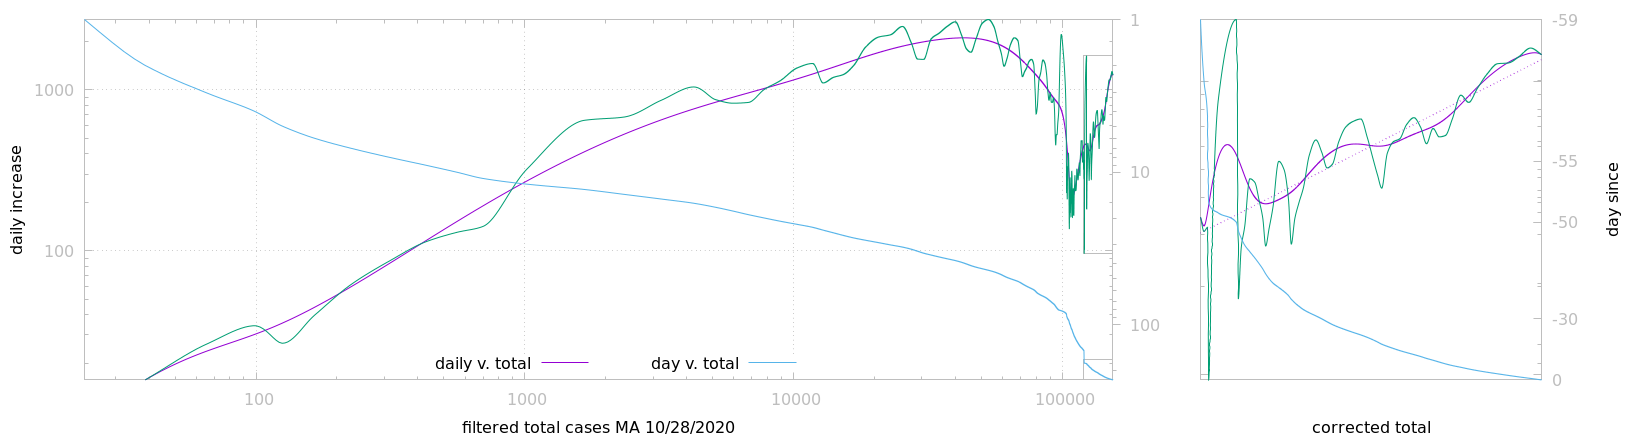 1000
100
daily increase
daily v. total
day v. total
100
1000
10000
100000
filtered total cases MA 10/28/2020
1
10
100
-59
-55
-50
-30
0
day since
corrected total